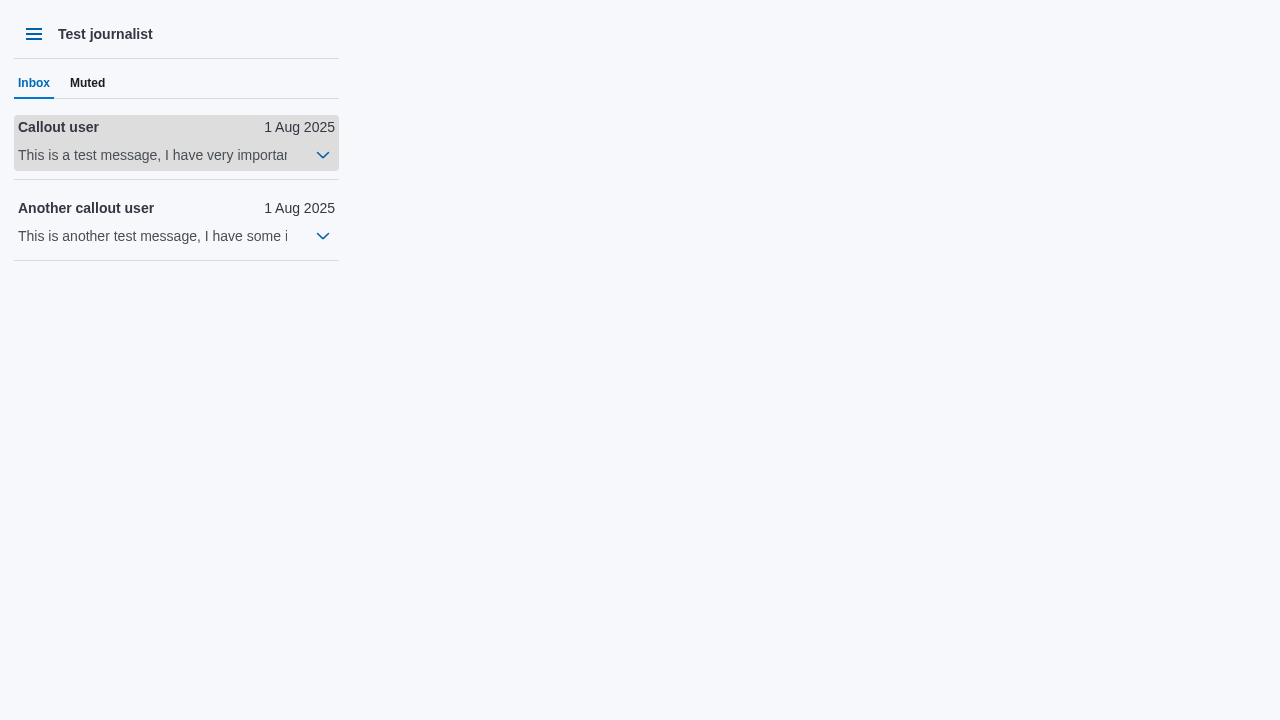 Test journalist
Inbox Muted
Callout user 1 Aug 2025
This is a test message, I have very
Another callout user 1 Aug 2025
This is another test message, I have some